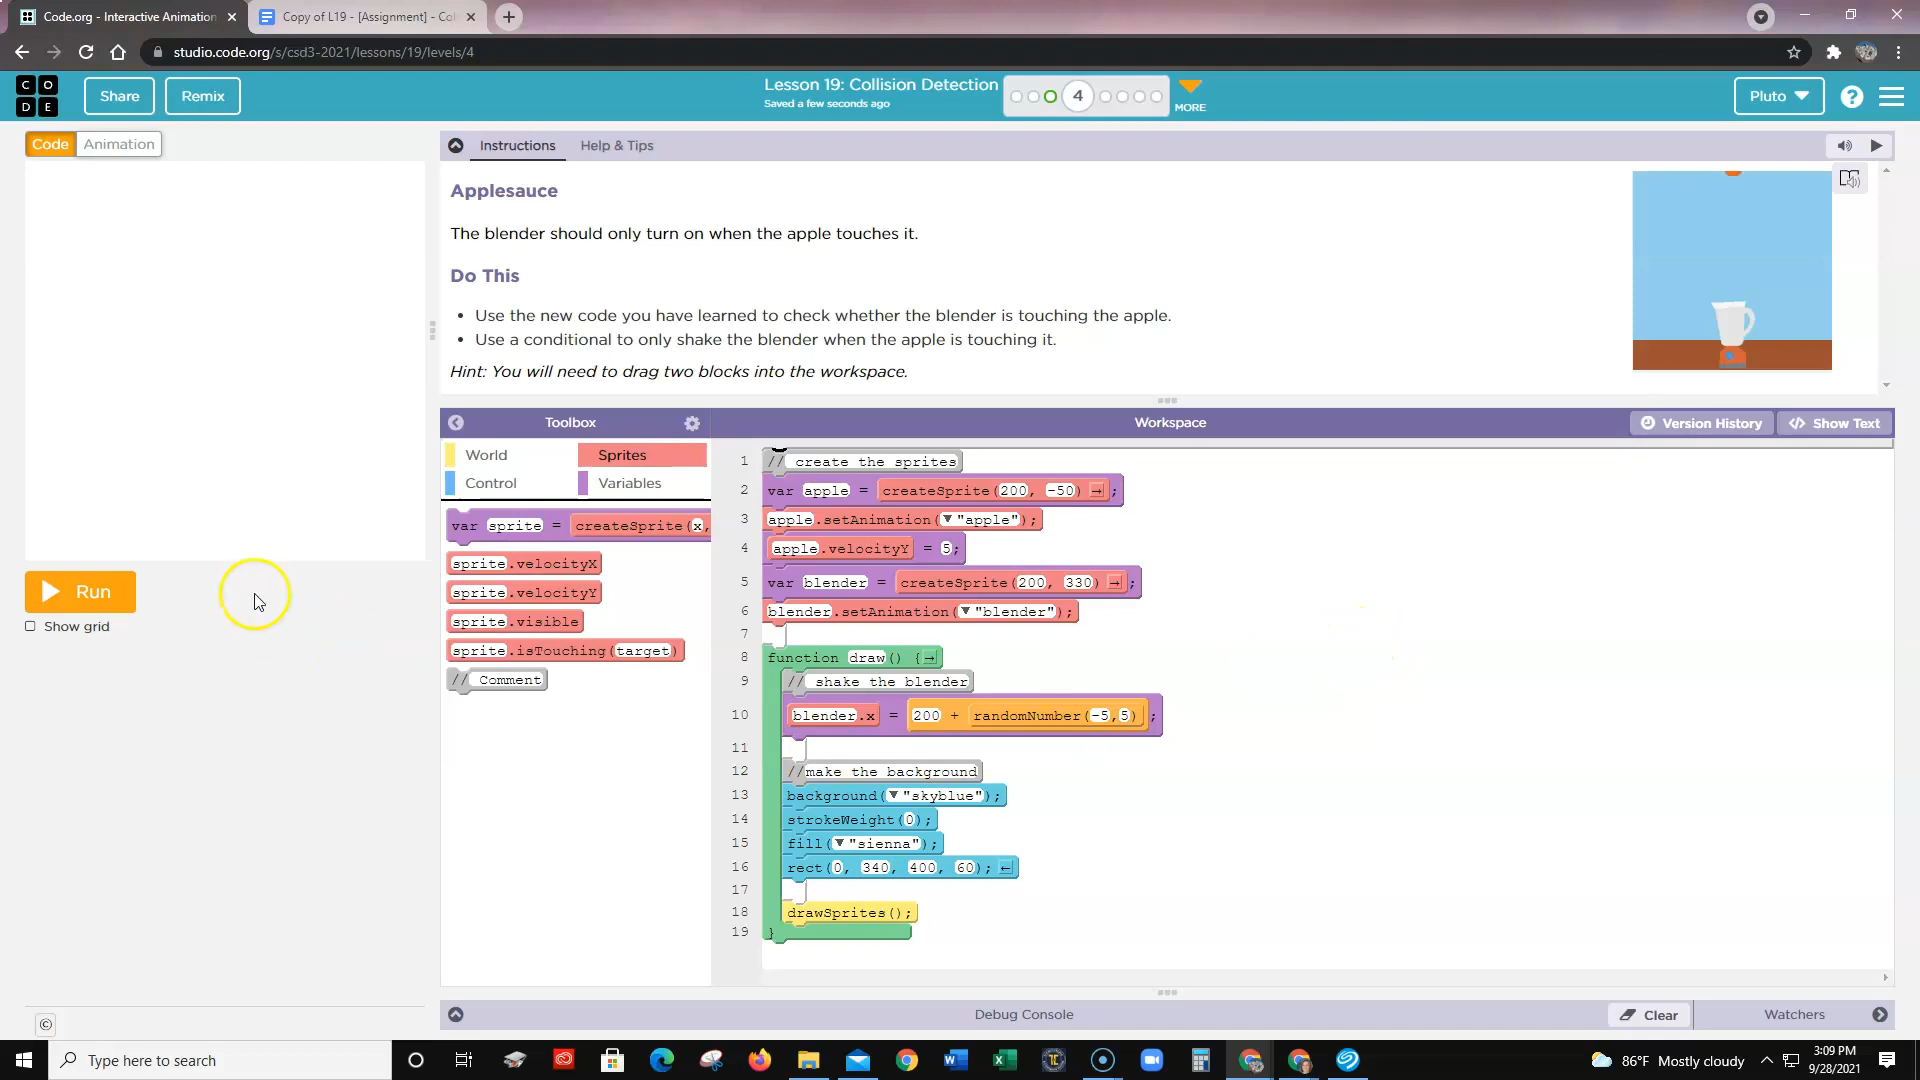 Code.org - Interactive Animation
Copy of L19 - [Assignment] - Col
studio.code.org/s/csd3-2021/lessons/19/levels/4
C O
D E
Share
Remix
Lesson 19: Collision Detection
Saved a few seconds ago
4
MORE
Pluto
?
Code
Animation
Instructions
Help & Tips
Applesauce
The blender should only turn on when the apple touches it.
Do This
• Use the new code you have learned to check whether the blender is touching the apple.
• Use a conditional to only shake the blender when the apple is touching it.
Hint: You will need to drag two blocks into the workspace.
Toolbox
Workspace
Version History
</> Show Text
World
Sprites
Control
Variables
var sprite = createSprite(x,
sprite.velocityX
sprite.velocityY
sprite.visible
sprite.isTouching(target)
// Comment
1 // create the sprites
2 var apple = createSprite(200, -50) ;
3 apple.setAnimation("apple");
4 apple.velocityY = 5;
5 var blender = createSprite(200, 330) ;
6 blender.setAnimation("blender");
7
8 function draw() {
9 // shake the blender
10 blender.x = 200 + randomNumber(-5,5) ;
11
12 //make the background
13 background("skyblue");
14 strokeWeight(0);
15 fill("sienna");
16 rect(0, 340, 400, 60);
17
18 drawSprites();
19 }
Run
Show grid
©
Debug Console
Clear
Watchers
Type here to search
86°F Mostly cloudy
3:09 PM
9/28/2021